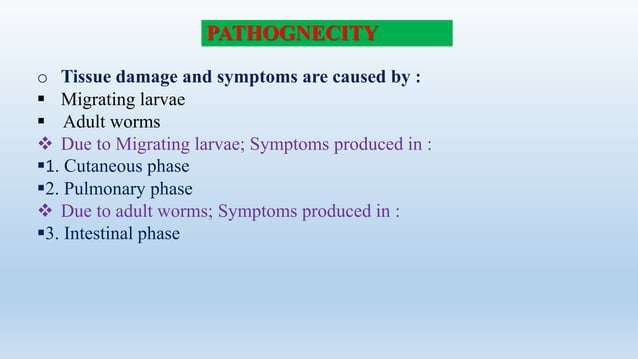 PATHOGNECITY
o Tissue damage and symptoms are caused by :
▪ Migrating larvae
▪ Adult worms
❖ Due to Migrating larvae; Symptoms produced in :
▪1. Cutaneous phase
▪2. Pulmonary phase
❖ Due to adult worms; Symptoms produced in :
▪3. Intestinal phase